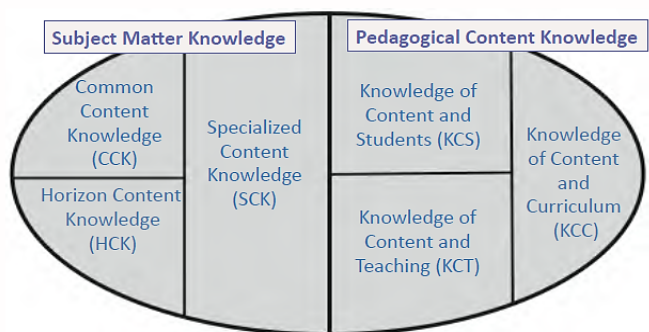 Subject Matter Knowledge
Pedagogical Content Knowledge
Common
Content
Knowledge
(CCK)
Horizon Content
Knowledge
(HCK)
Specialized
Content
Knowledge
(SCK)
Knowledge of
Content and
Students (KCS)
Knowledge of
Content and
Teaching (KCT)
Knowledge
of Content
and
Curriculum
(KCC)